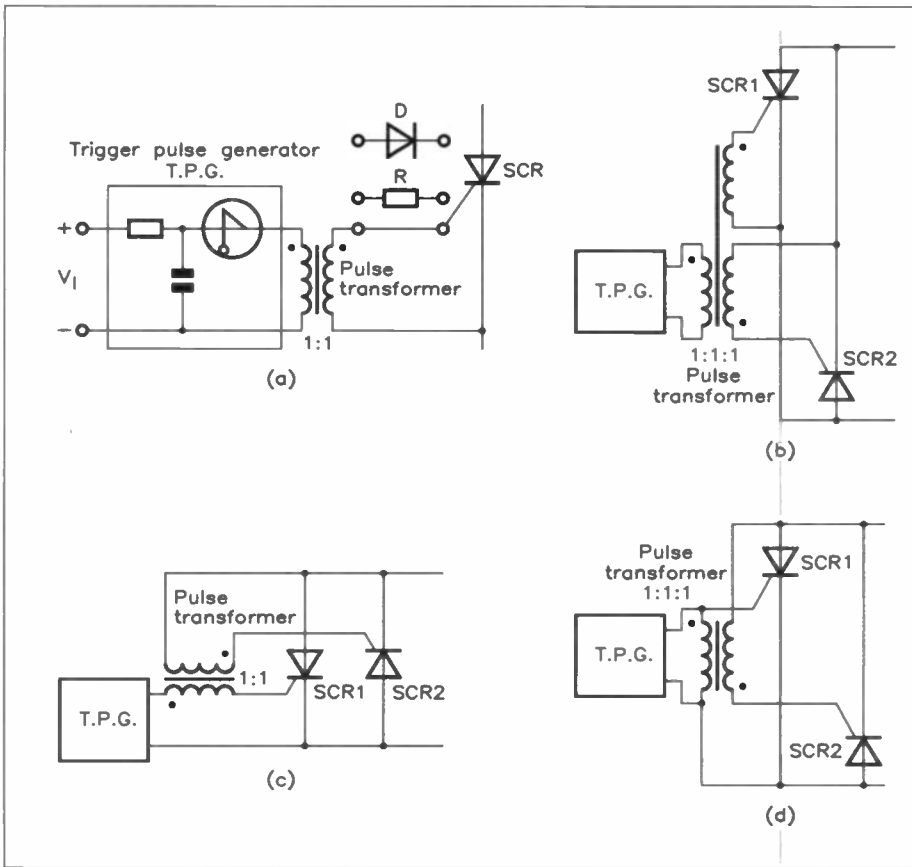 Trigger pulse generator
T.P.G.
D
R
SCR
+
V1
−
Pulse
transformer
1:1
(a)
SCR1
T.P.G.
1:1:1
Pulse
transformer
SCR2
(b)
Pulse
transformer
1:1
T.P.G.
SCR1
SCR2
(c)
Pulse
transformer
1:1:1
SCR1
T.P.G.
SCR2
(d)